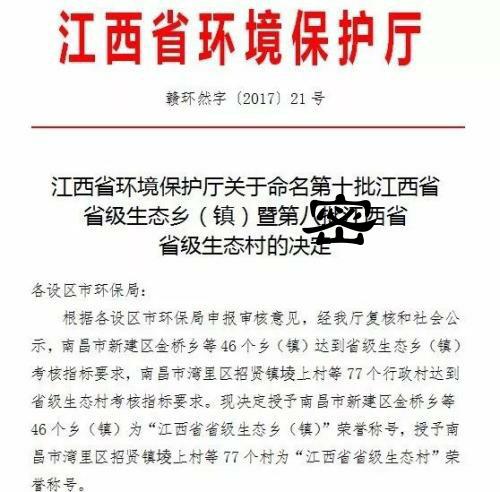 江西省环境保护厅
赣环然字〔2017〕21号
江西省环境保护厅关于命名第十批江西省
省级生态乡（镇）暨第八批江西省
密
省级生态村的决定
各设区市环保局：
根据各设区市环保局申报审核意见，经我厅复核和社会公
示，南昌市新建区金桥乡等46个乡（镇）达到省级生态乡（镇）
考核指标要求，南昌市湾里区招贤镇堎上村等77个行政村达到
省级生态村考核指标要求。现决定授予南昌市新建区金桥乡等
46个乡（镇）为“江西省省级生态乡（镇）”荣誉称号，授予南
昌市湾里区招贤镇堎上村等77个村为“江西省省级生态村”荣
誉称号。